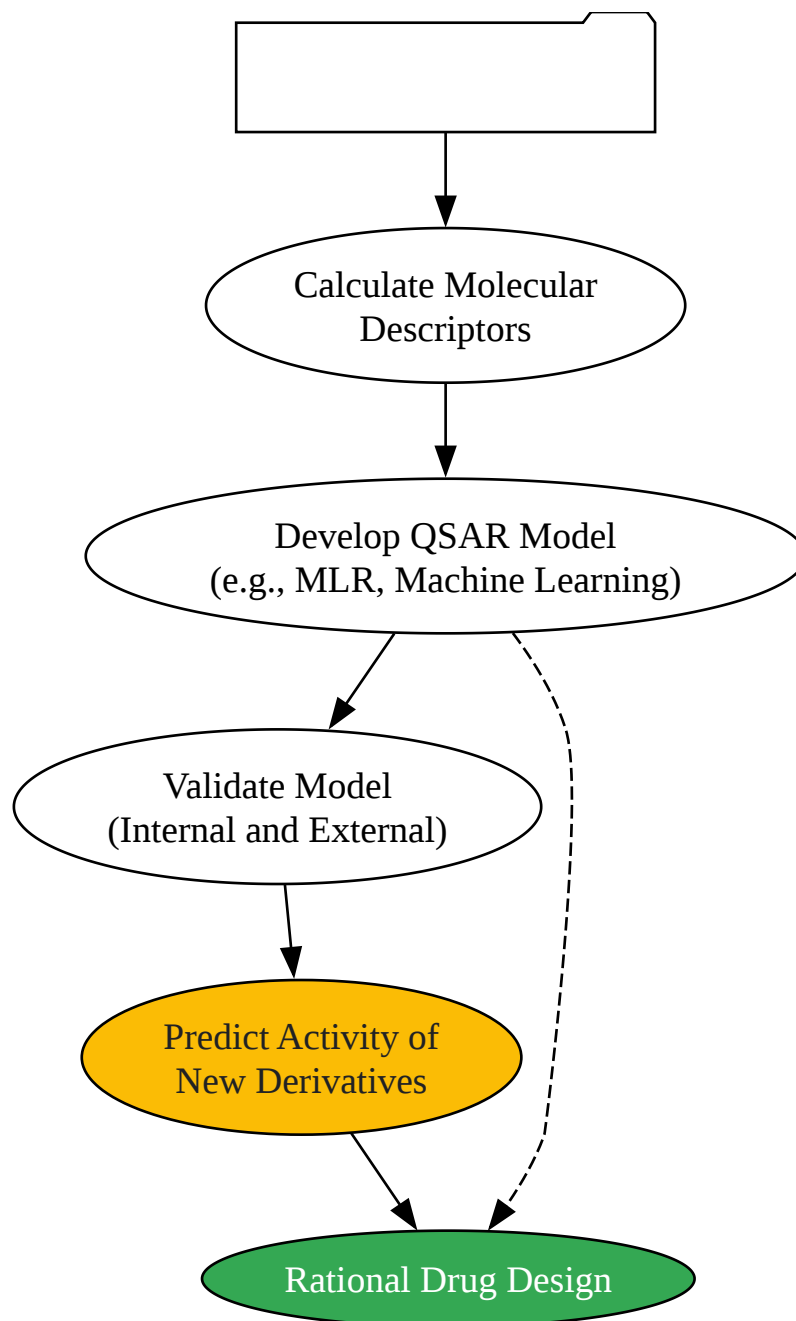 Calculate Molecular
Descriptors
Develop QSAR Model
(e.g., MLR, Machine Learning)
Validate Model
(Internal and External)
Predict Activity of
New Derivatives
Rational Drug Design